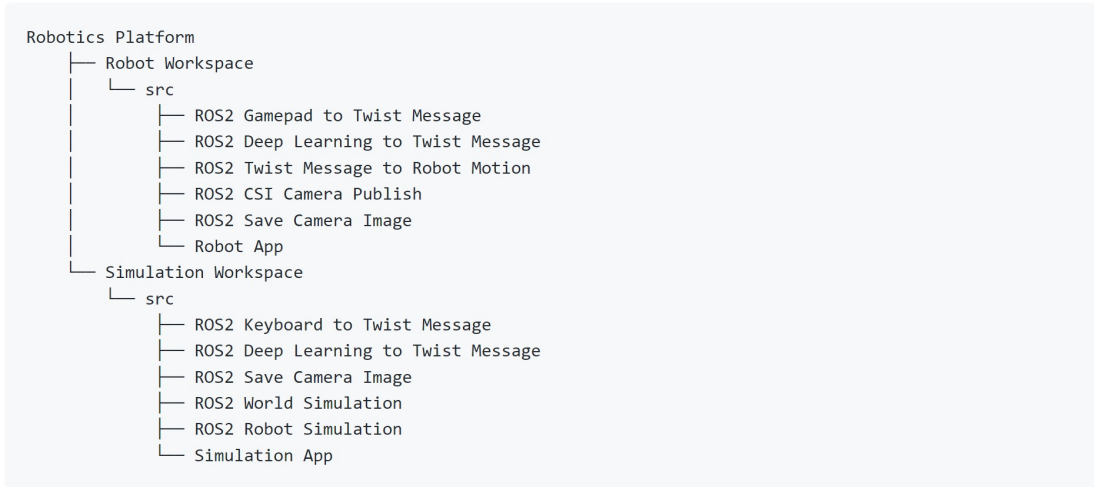 Robotics Platform
    ├── Robot Workspace
    │   └── src
    │        ├── ROS2 Gamepad to Twist Message
    │        ├── ROS2 Deep Learning to Twist Message
    │        ├── ROS2 Twist Message to Robot Motion
    │        ├── ROS2 CSI Camera Publish
    │        ├── ROS2 Save Camera Image
    │        └── Robot App
    └── Simulation Workspace
        └── src
             ├── ROS2 Keyboard to Twist Message
             ├── ROS2 Deep Learning to Twist Message
             ├── ROS2 Save Camera Image
             ├── ROS2 World Simulation
             ├── ROS2 Robot Simulation
             └── Simulation App